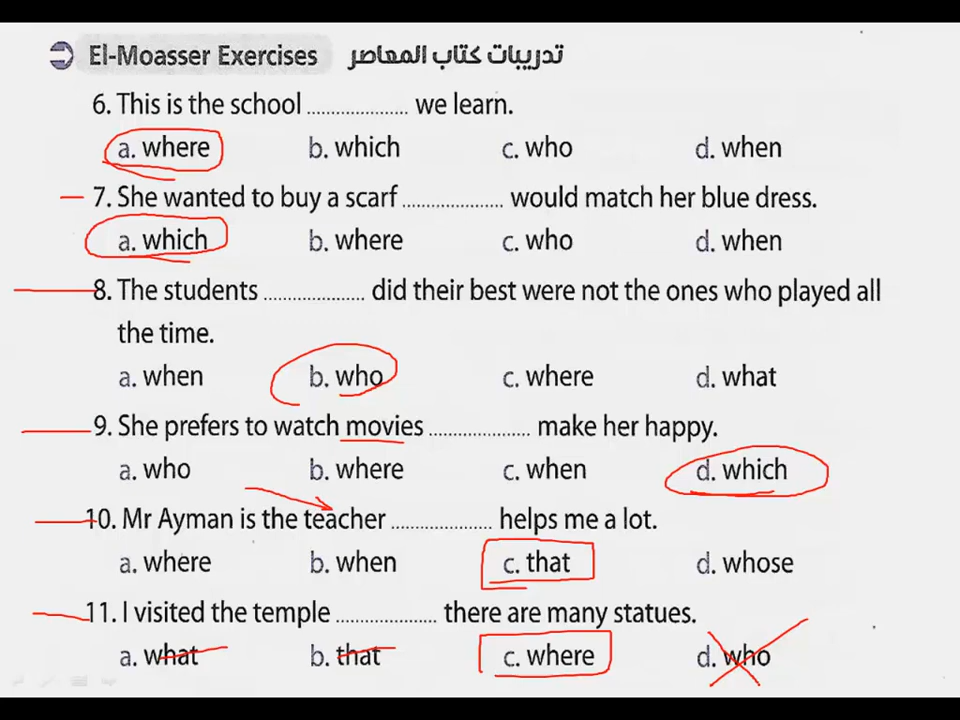 El-Moasser Exercises تدريبات كتاب المعاصر
6. This is the school .................... we learn.
a. where b. which c. who d. when
7. She wanted to buy a scarf .................... would match her blue dress.
a. which b. where c. who d. when
8. The students .................... did their best were not the ones who played all
the time.
a. when b. who c. where d. what
9. She prefers to watch movies .................... make her happy.
a. who b. where c. when d. which
10. Mr Ayman is the teacher .................... helps me a lot.
a. where b. when c. that d. whose
11. I visited the temple .................... there are many statues.
a. what b. that c. where d. who